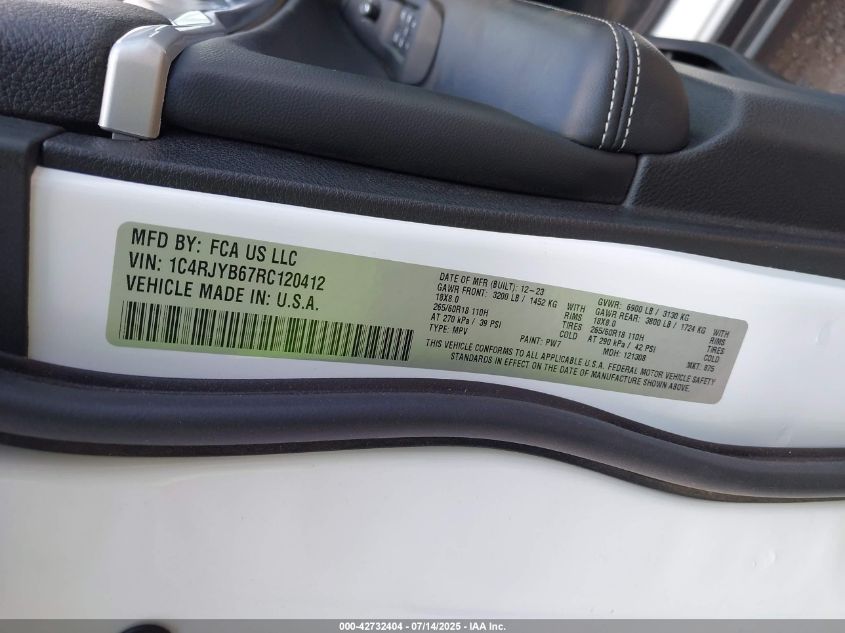 MFD BY: FCA US LLC
VIN: 1C4RJYB67RC120412
VEHICLE MADE IN: U.S.A.
DATE OF MFR (BUILT): 12-23 GVWR: 6900 LB / 3130 KG
GAWR FRONT: 3200 LB / 1452 KG WITH GAWR REAR: 3800 LB / 1724 KG WITH
18X8.0 RIMS 18X8.0 RIMS
265/60R18 110H TIRES 265/60R18 110H TIRES
AT 270 kPa / 39 PSI COLD AT 290 kPa / 42 PSI COLD
TYPE: MPV PAINT: PW7 MDH: 121308 MKT: 875
THIS VEHICLE CONFORMS TO ALL APPLICABLE U.S.A. FEDERAL MOTOR VEHICLE SAFETY
STANDARDS IN EFFECT ON THE DATE OF MANUFACTURE SHOWN ABOVE.
000-42732404 - 07/14/2025 - IAA Inc.